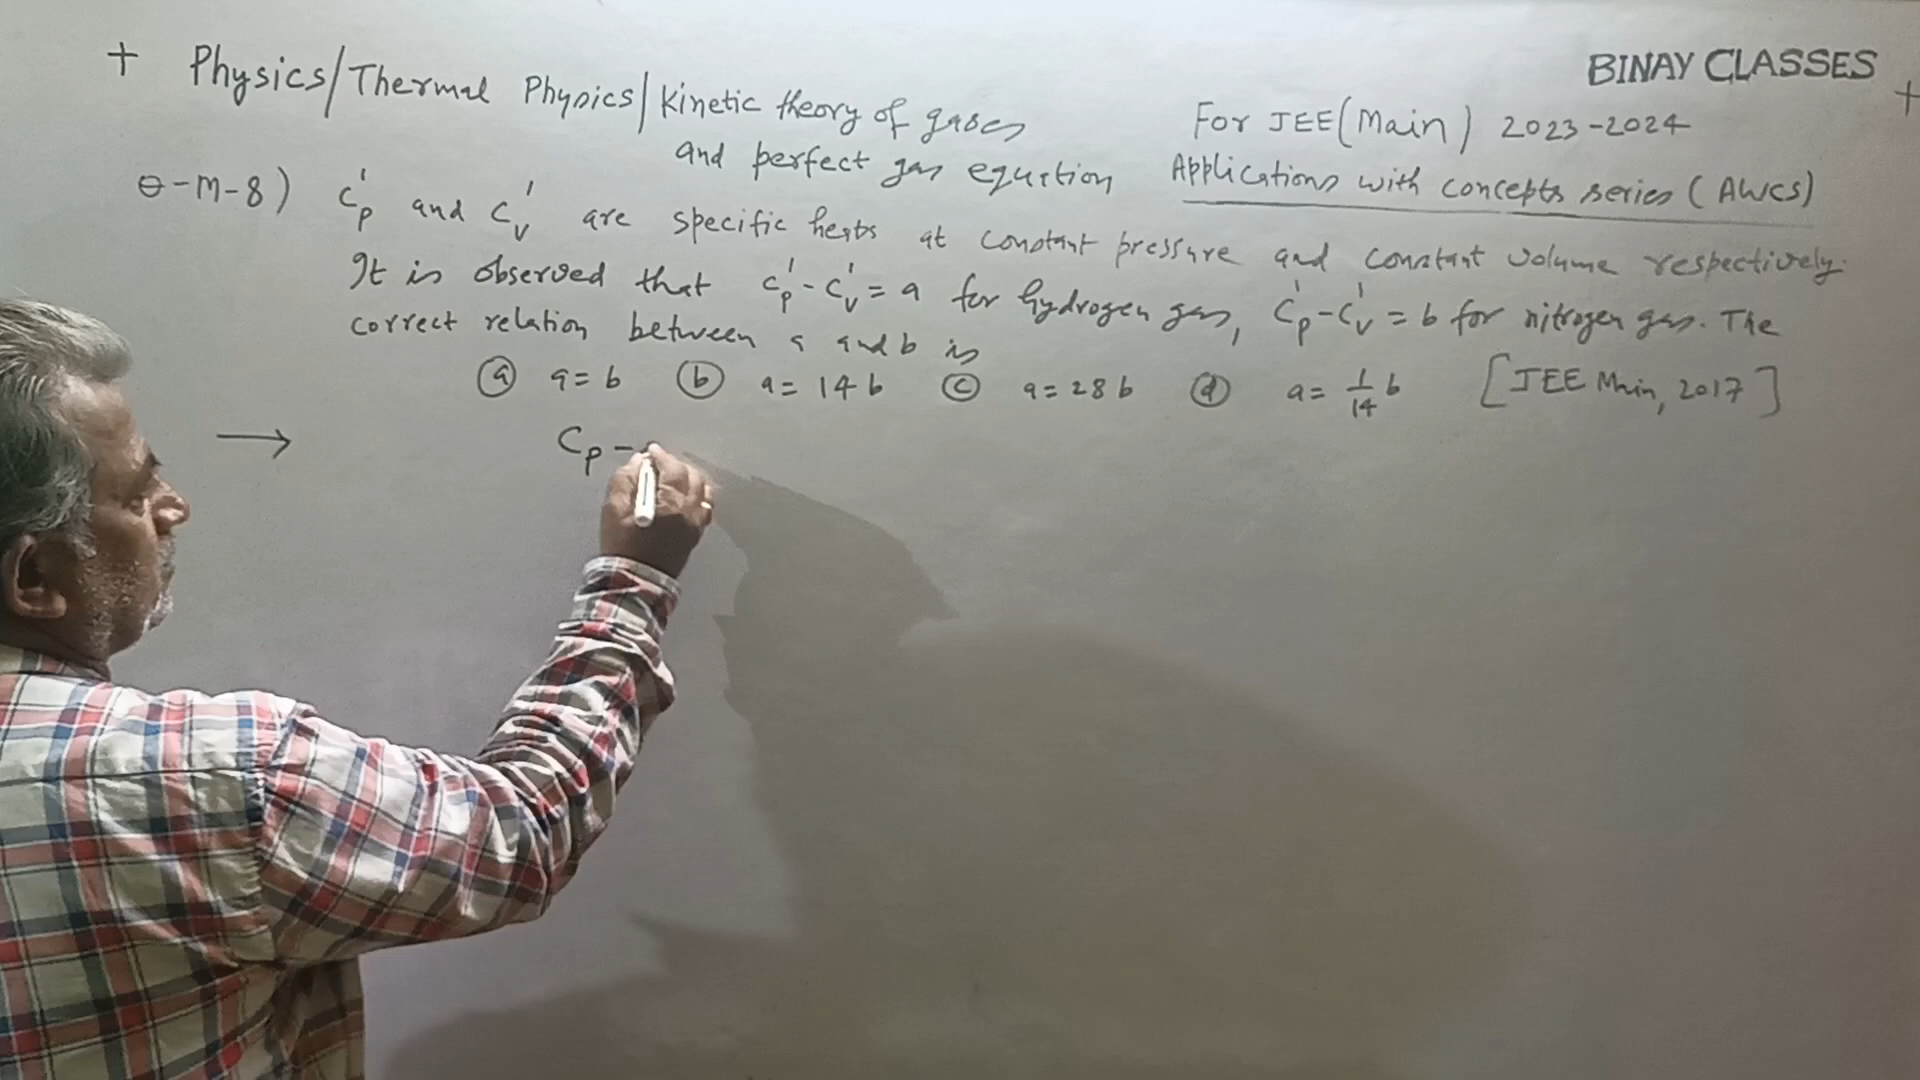 + Physics/Thermal Physics/Kinetic theory of gases
and perfect gas equation
BINAY CLASSES
+
For JEE(Main) 2023-2024
Applications with concepts series (AWCS)
Θ-M-8) C'p and C'v are specific heats at constant pressure and constant volume respectively.
It is observed that C'p - C'v = a for hydrogen gas, C'p - C'v = b for nitrogen gas. The
correct relation between a and b is
ⓐ a = b ⓑ a = 14 b ⓒ a = 28 b ⓓ a = 1/14 b [JEE Main, 2017]
→ Cp -